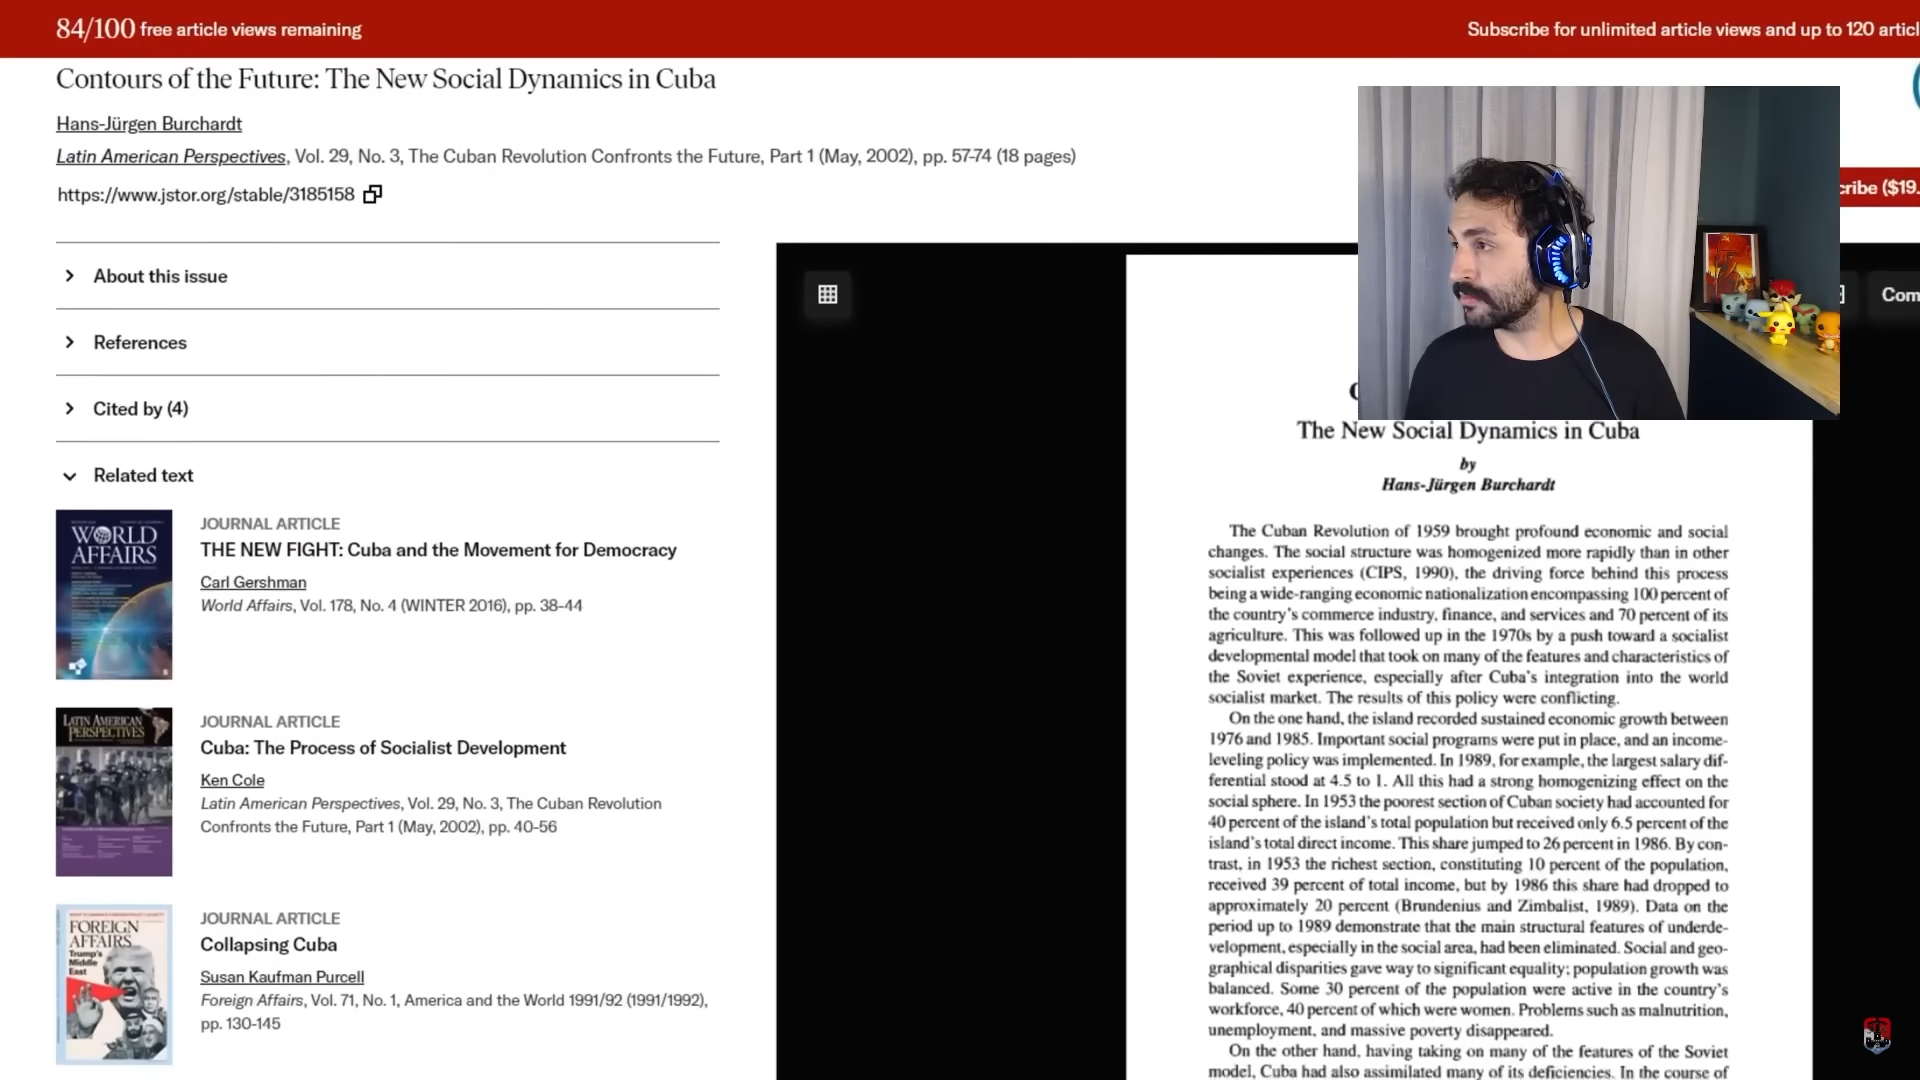 84/100 free article views remaining
Subscribe for unlimited article views and up to 120
Contours of the Future: The New Social Dynamics in Cuba
Hans-Jürgen Burchardt
Latin American Perspectives, Vol. 29, No. 3, The Cuban Revolution Confronts the Future, Part 1 (May, 2002), pp. 57-74 (18 pages)
https://www.jstor.org/stable/3185158
($19.
About this issue
References
Cited by (4)
Related text
WORLD
AFFAIRS
JOURNAL ARTICLE
THE NEW FIGHT: Cuba and the Movement for Democracy
Carl Gershman
World Affairs, Vol. 178, No. 4 (WINTER 2016), pp. 38-44
LATIN AMERICAN
PERSPECTIVES
JOURNAL ARTICLE
Cuba: The Process of Socialist Development
Ken Cole
Latin American Perspectives, Vol. 29, No. 3, The Cuban Revolution
Confronts the Future, Part 1 (May, 2002), pp. 40-56
FOREIGN
AFFAIRS
Trump's
Middle
East
JOURNAL ARTICLE
Collapsing Cuba
Susan Kaufman Purcell
Foreign Affairs, Vol. 71, No. 1, America and the World 1991/92 (1991/1992),
pp. 130-145
The New Social Dynamics in Cuba
by
Hans-Jürgen Burchardt
The Cuban Revolution of 1959 brought profound economic and social
changes. The social structure was homogenized more rapidly than in other
socialist experiences (CIPS, 1990), the driving force behind this process
being a wide-ranging economic nationalization encompassing 100 percent of
the country's commerce industry, finance, and services and 70 percent of its
agriculture. This was followed up in the 1970s by a push toward a socialist
developmental model that took on many of the features and characteristics of
the Soviet experience, especially after Cuba's integration into the world
socialist market. The results of this policy were conflicting.
On the one hand, the island recorded sustained economic growth between
1976 and 1985. Important social programs were put in place, and an income-
leveling policy was implemented. In 1989, for example, the largest salary dif-
ferential stood at 4.5 to 1. All this had a strong homogenizing effect on the
social sphere. In 1953 the poorest section of Cuban society had accounted for
40 percent of the island's total population but received only 6.5 percent of the
island's total direct income. This share jumped to 26 percent in 1986. By con-
trast, in 1953 the richest section, constituting 10 percent of the population,
received 39 percent of total income, but by 1986 this share had dropped to
approximately 20 percent (Brundenius and Zimbalist, 1989). Data on the
period up to 1989 demonstrate that the main structural features of underde-
velopment, especially in the social area, had been eliminated. Social and geo-
graphical disparities gave way to significant equality; population growth was
balanced. Some 30 percent of the population were active in the country's
workforce, 40 percent of which were women. Problems such as malnutrition,
unemployment, and massive poverty disappeared.
On the other hand, having taking on many of the features of the Soviet
model, Cuba had also assimilated many of its deficiencies. In the course of